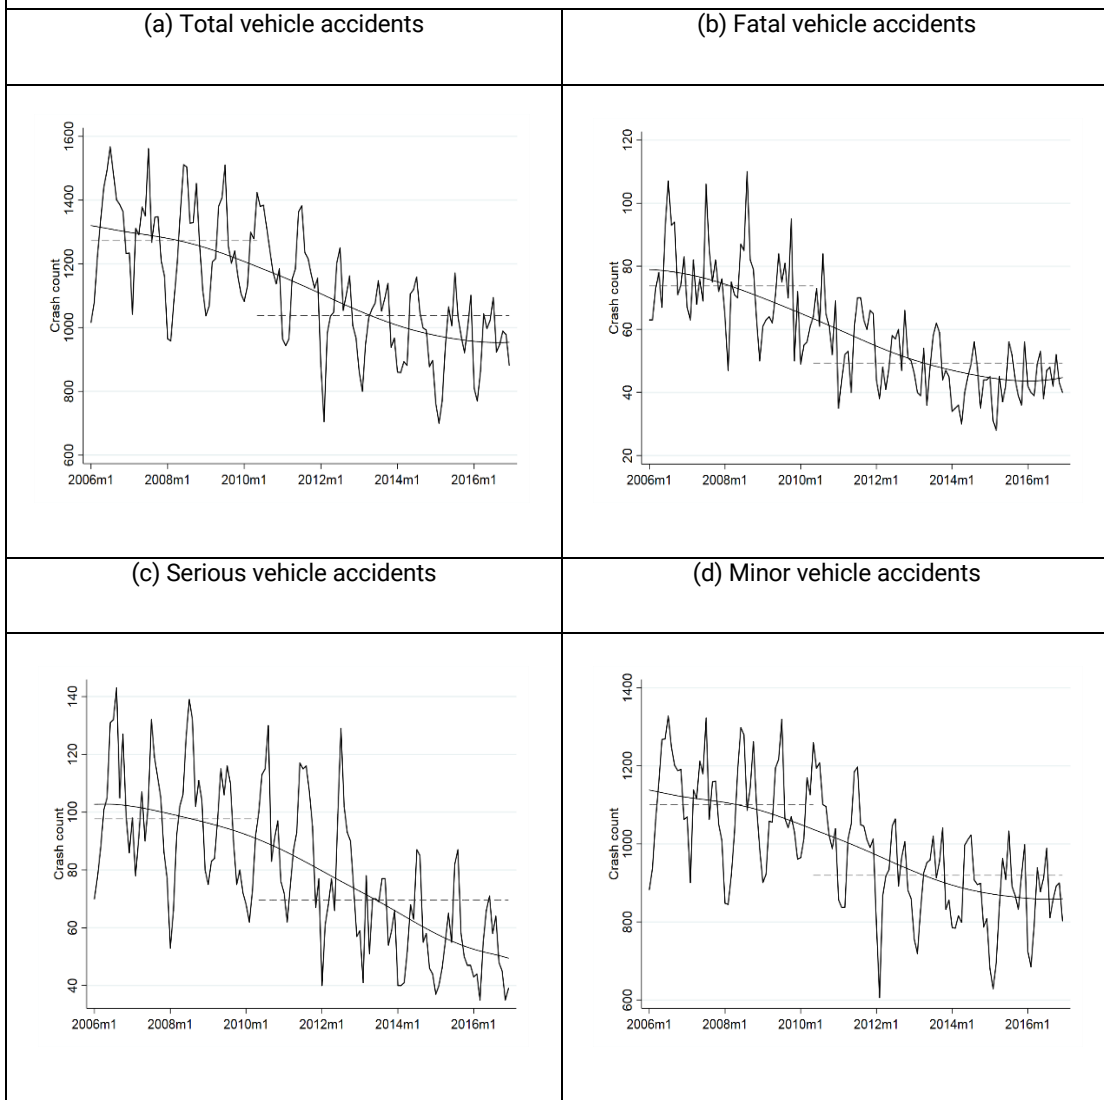 (a) Total vehicle accidents
(b) Fatal vehicle accidents
Crash count
1600
1400
1200
1000
800
600
2006m1 2008m1 2010m1 2012m1 2014m1 2016m1
Crash count
120
100
80
60
40
20
2006m1 2008m1 2010m1 2012m1 2014m1 2016m1
(c) Serious vehicle accidents
(d) Minor vehicle accidents
Crash count
140
120
100
80
60
40
2006m1 2008m1 2010m1 2012m1 2014m1 2016m1
Crash count
1400
1200
1000
800
600
2006m1 2008m1 2010m1 2012m1 2014m1 2016m1